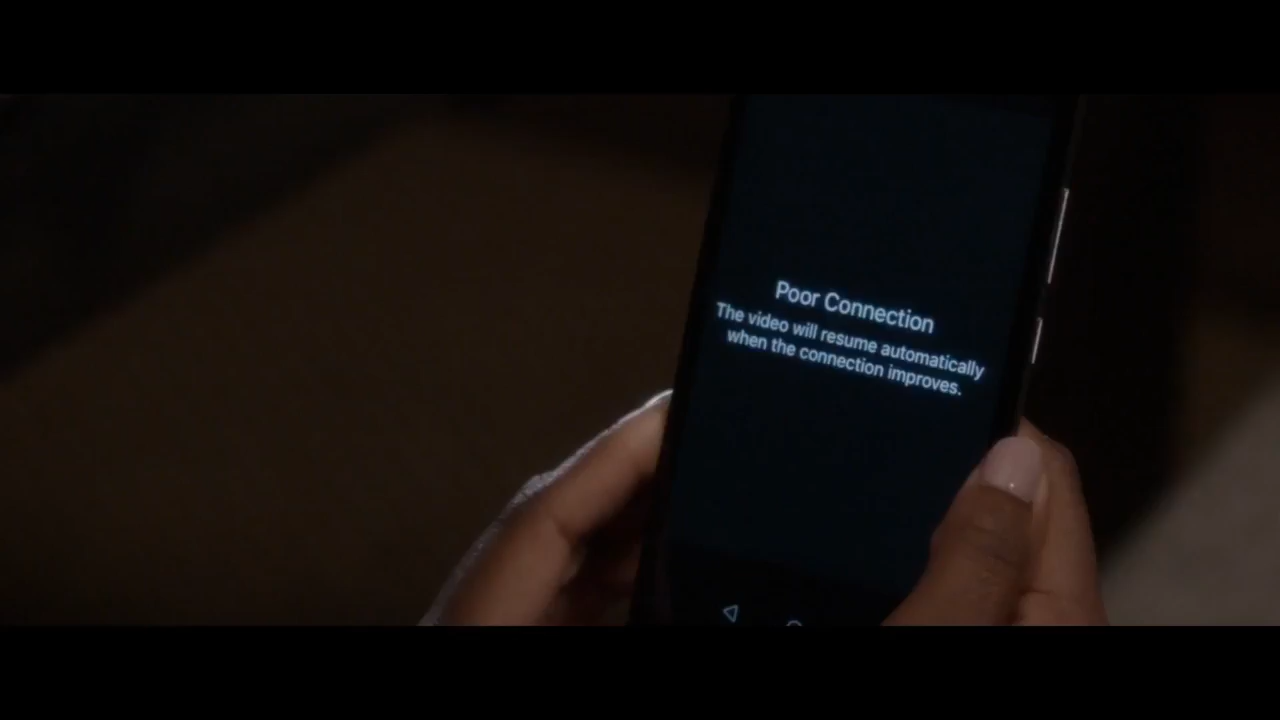 Poor Connection
The video will resume automatically
when the connection improves.